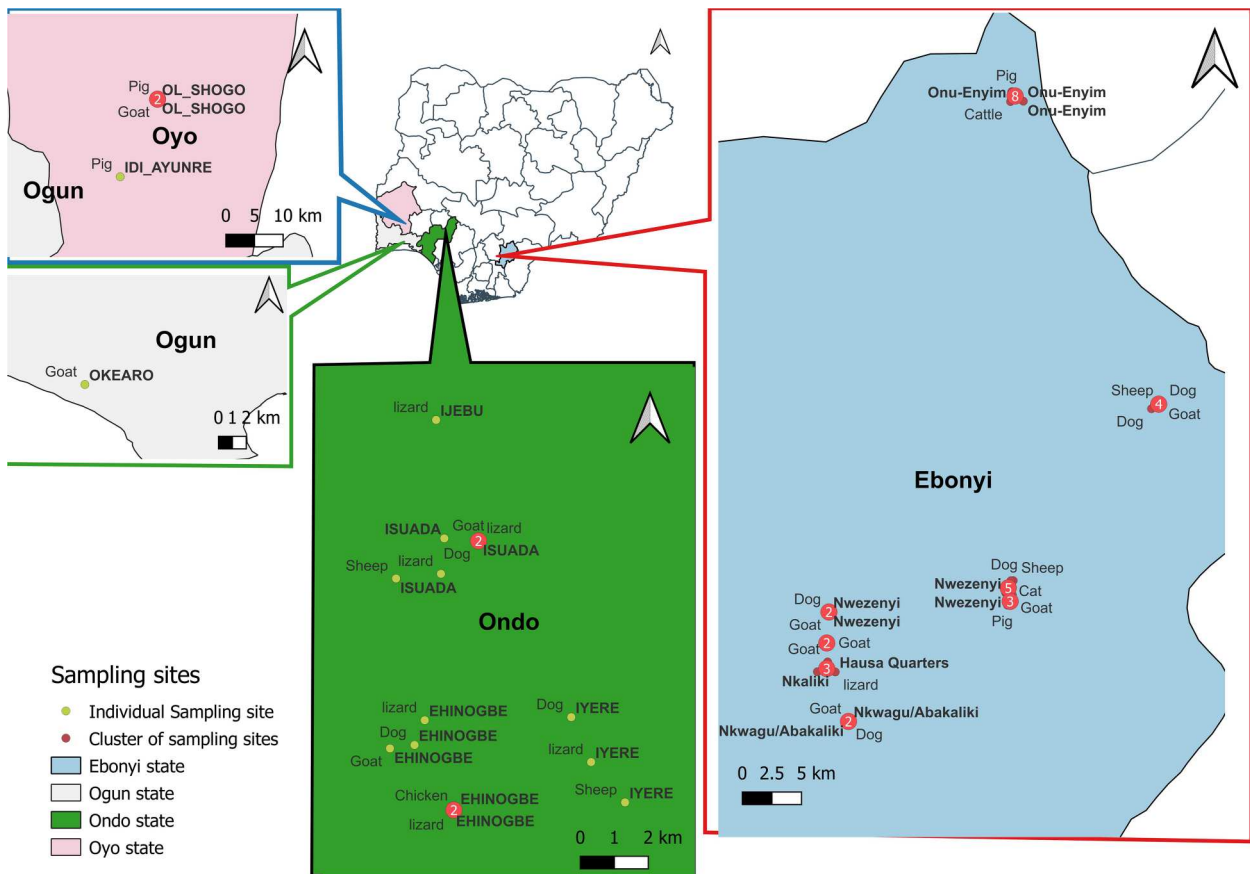 Pig
OL_SHOGO
2
Goat
OL_SHOGO
Oyo
Pig
IDI_AYUNRE
Ogun
0 5 10 km
Ogun
Goat
OKEARO
0 1 2 km
lizard
IJEBU
ISUADA
Goat
lizard
2
Dog
ISUADA
Sheep
lizard
ISUADA
Ondo
lizard
EHINOGBE
Dog
EHINOGBE
Goat
EHINOGBE
Dog
IYERE
lizard
IYERE
Sheep
IYERE
Chicken
EHINOGBE
2
lizard
EHINOGBE
0 1 2 km
Pig
Onu-Enyim
8
Onu-Enyim
Cattle
Onu-Enyim
Sheep
Dog
4
Dog
Goat
Ebonyi
Dog
Sheep
Nwezenyi
5
Cat
Nwezenyi
3
Goat
Pig
Dog
Nwezenyi
2
Goat
Nwezenyi
2
Goat
Goat
Hausa Quarters
3
Nkaliki
lizard
Goat
Nkwagu/Abakaliki
2
Nkwagu/Abakaliki
Dog
0 2.5 5 km
Sampling sites
Individual Sampling site
Cluster of sampling sites
Ebonyi state
Ogun state
Ondo state
Oyo state